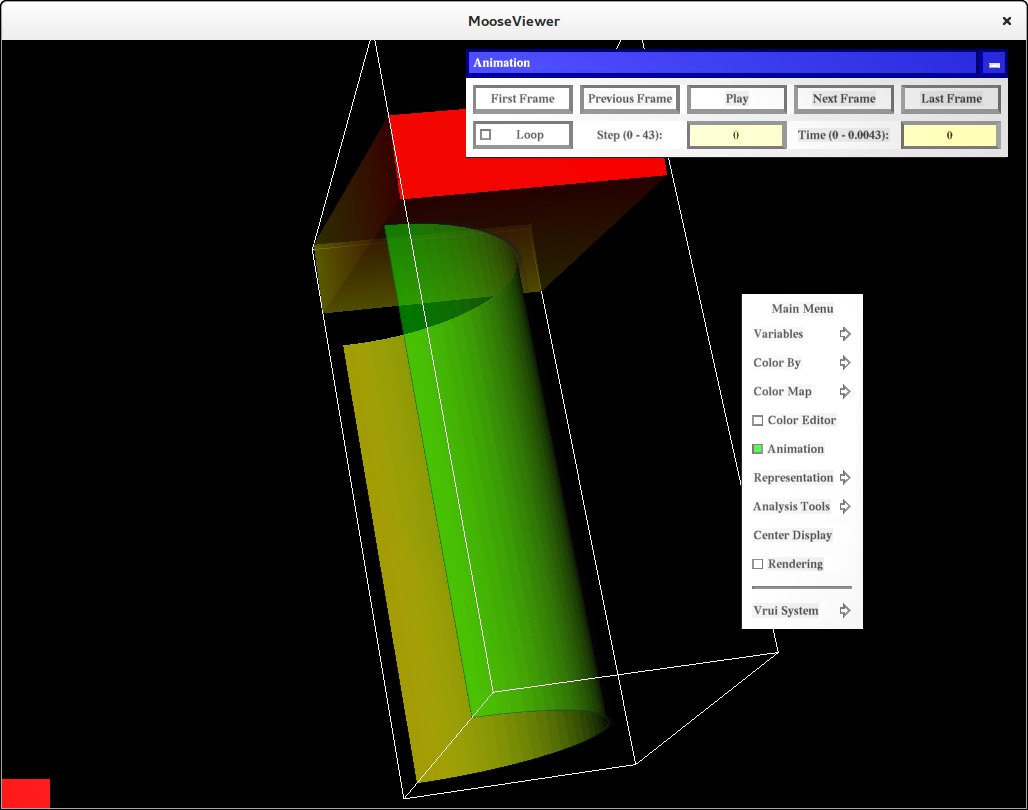 MooseViewer
Animation
First Frame Previous Frame Play Next Frame Last Frame
Loop Step (0 - 43): 0 Time (0 - 0.0043): 0
Main Menu
Variables
Color By
Color Map
Color Editor
Animation
Representation
Analysis Tools
Center Display
Rendering
Vrui System